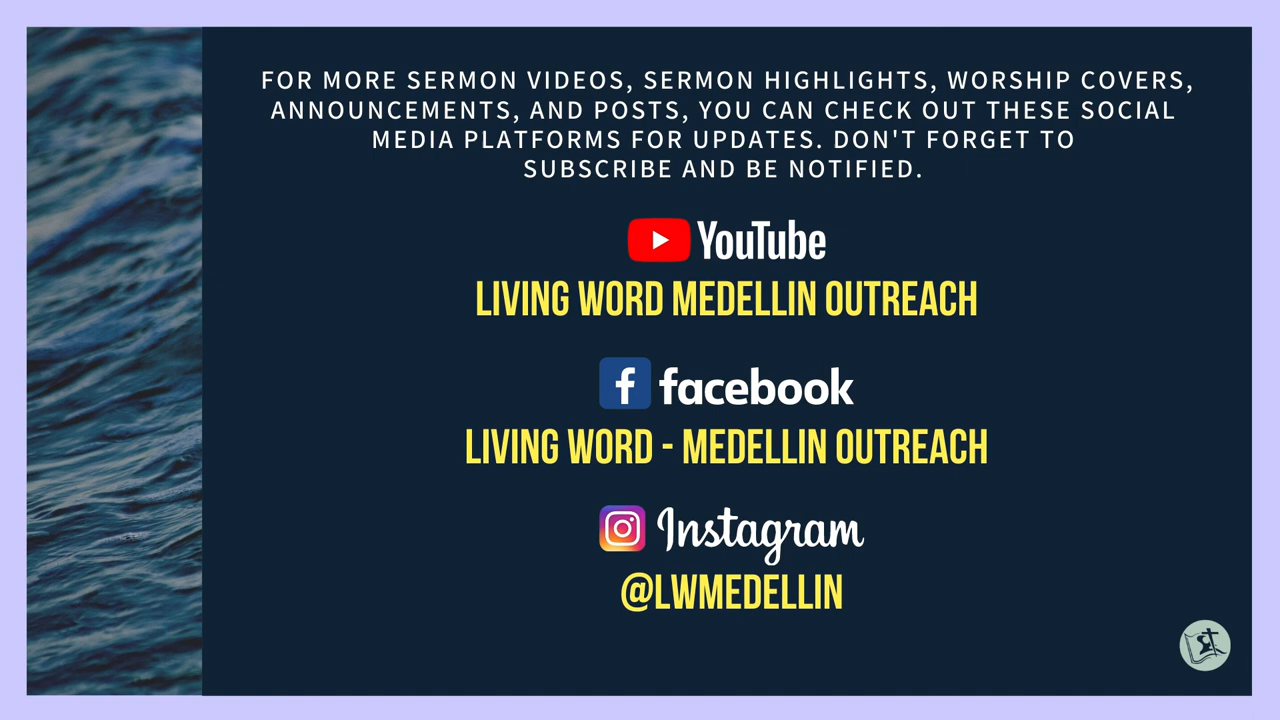 FOR MORE SERMON VIDEOS, SERMON HIGHLIGHTS, WORSHIP COVERS,
ANNOUNCEMENTS, AND POSTS, YOU CAN CHECK OUT THESE SOCIAL
MEDIA PLATFORMS FOR UPDATES. DON'T FORGET TO
SUBSCRIBE AND BE NOTIFIED.
YouTube
LIVING WORD MEDELLIN OUTREACH
f facebook
LIVING WORD - MEDELLIN OUTREACH
Instagram
@LWMEDELLIN